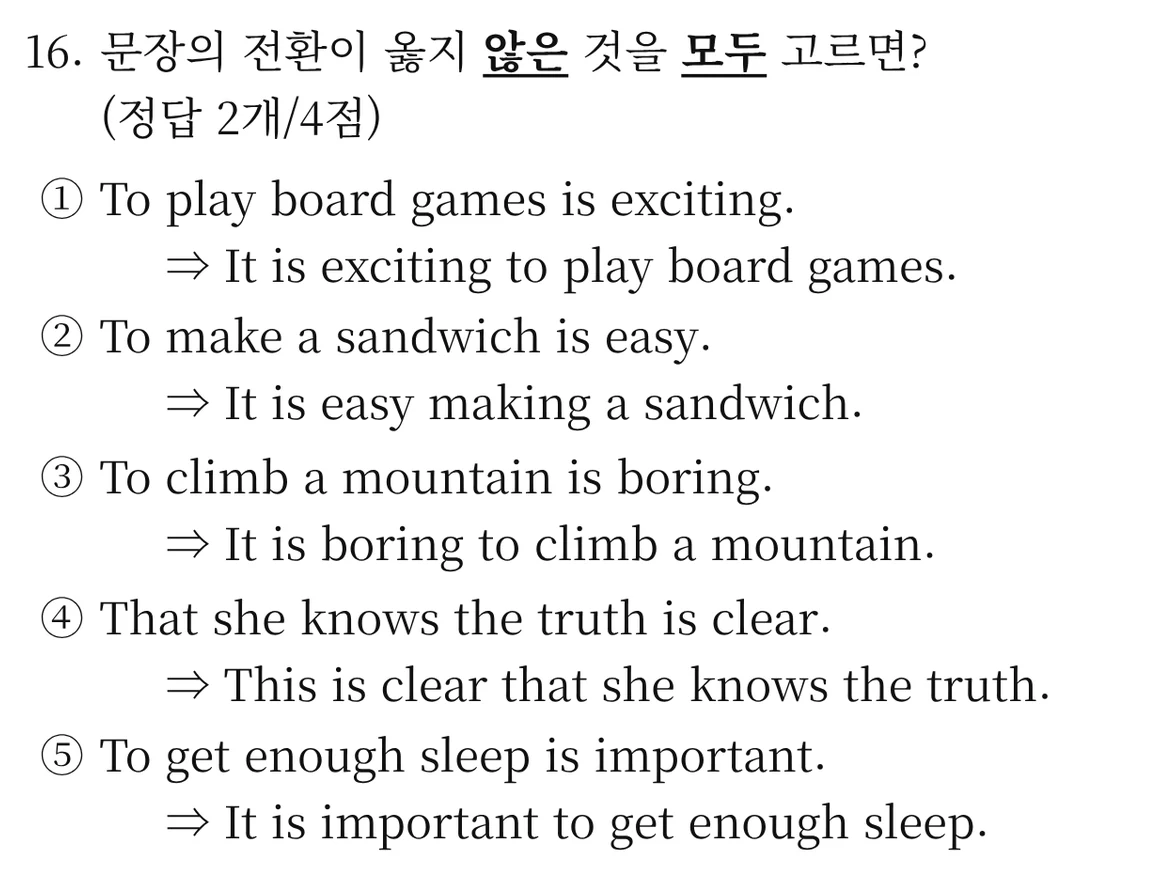 16. 문장의 전환이 옳지 않은 것을 모두 고르면?
(정답 2개/4점)
① To play board games is exciting.
⇒ It is exciting to play board games.
② To make a sandwich is easy.
⇒ It is easy making a sandwich.
③ To climb a mountain is boring.
⇒ It is boring to climb a mountain.
④ That she knows the truth is clear.
⇒ This is clear that she knows the truth.
⑤ To get enough sleep is important.
⇒ It is important to get enough sleep.